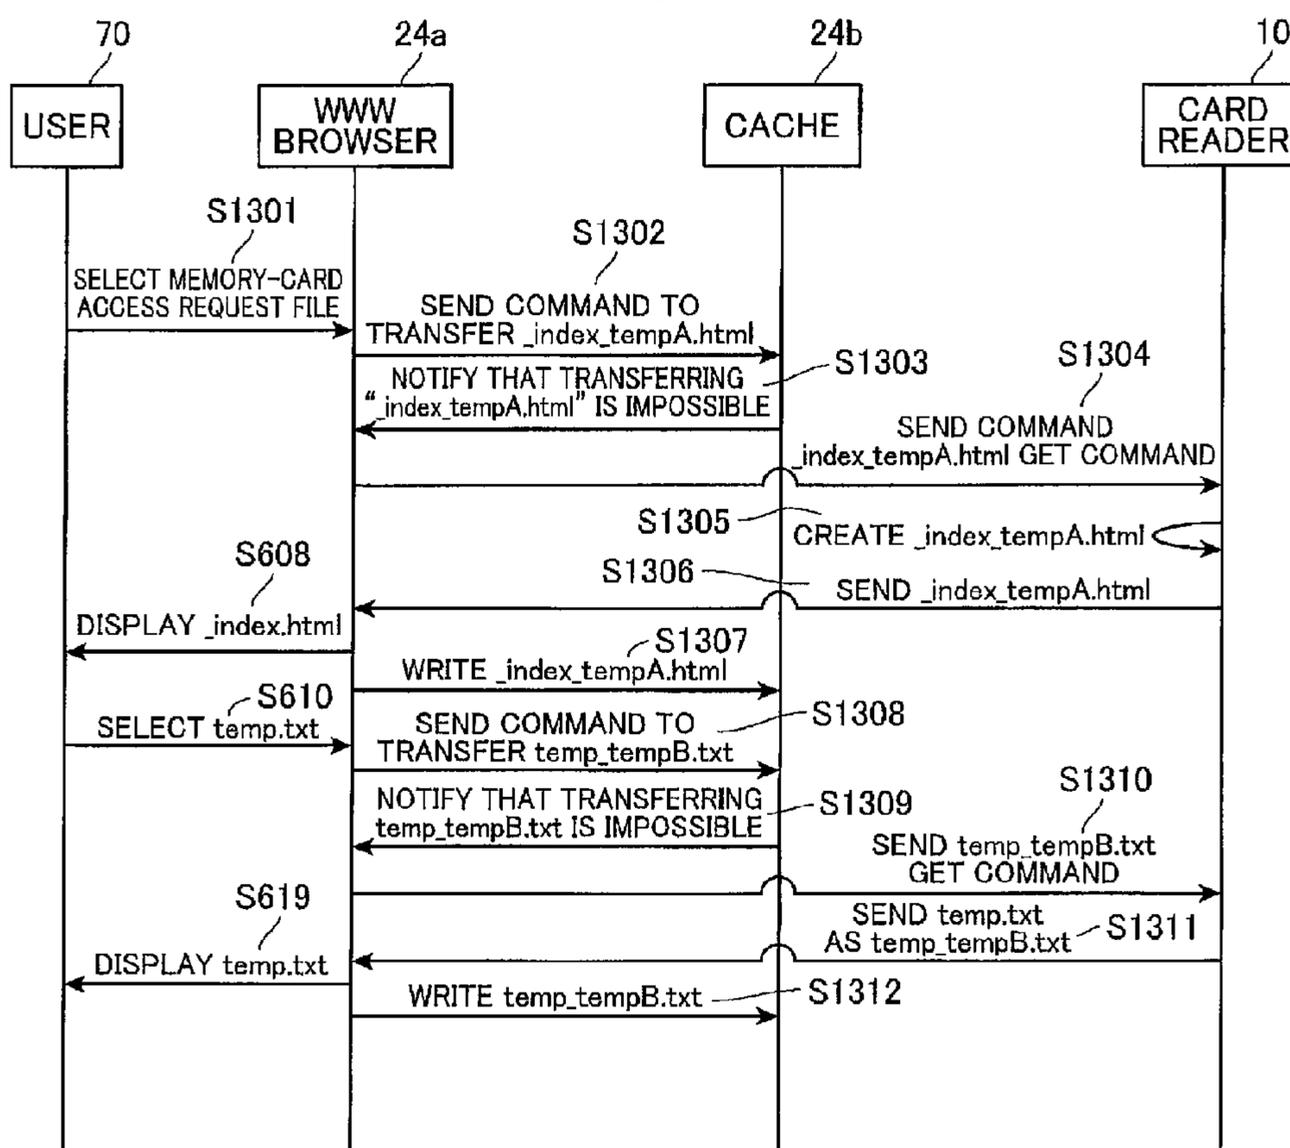 70
24a
24b
10
USER
WWW
BROWSER
CACHE
CARD
READER
S1301
SELECT MEMORY-CARD
ACCESS REQUEST FILE
S1302
SEND COMMAND TO
TRANSFER _index_tempA.html
S1303
NOTIFY THAT TRANSFERRING
"_index_tempA.html" IS IMPOSSIBLE
S1304
SEND COMMAND
_index_tempA.html GET COMMAND
S1305
CREATE _index_tempA.html
S1306
SEND _index_tempA.html
S608
DISPLAY _index.html
S1307
WRITE _index_tempA.html
S610
SELECT temp.txt
S1308
SEND COMMAND TO
TRANSFER temp_tempB.txt
S1309
NOTIFY THAT TRANSFERRING
temp_tempB.txt IS IMPOSSIBLE
S1310
SEND temp_tempB.txt
GET COMMAND
S1311
SEND temp.txt
AS temp_tempB.txt
S619
DISPLAY temp.txt
S1312
WRITE temp_tempB.txt